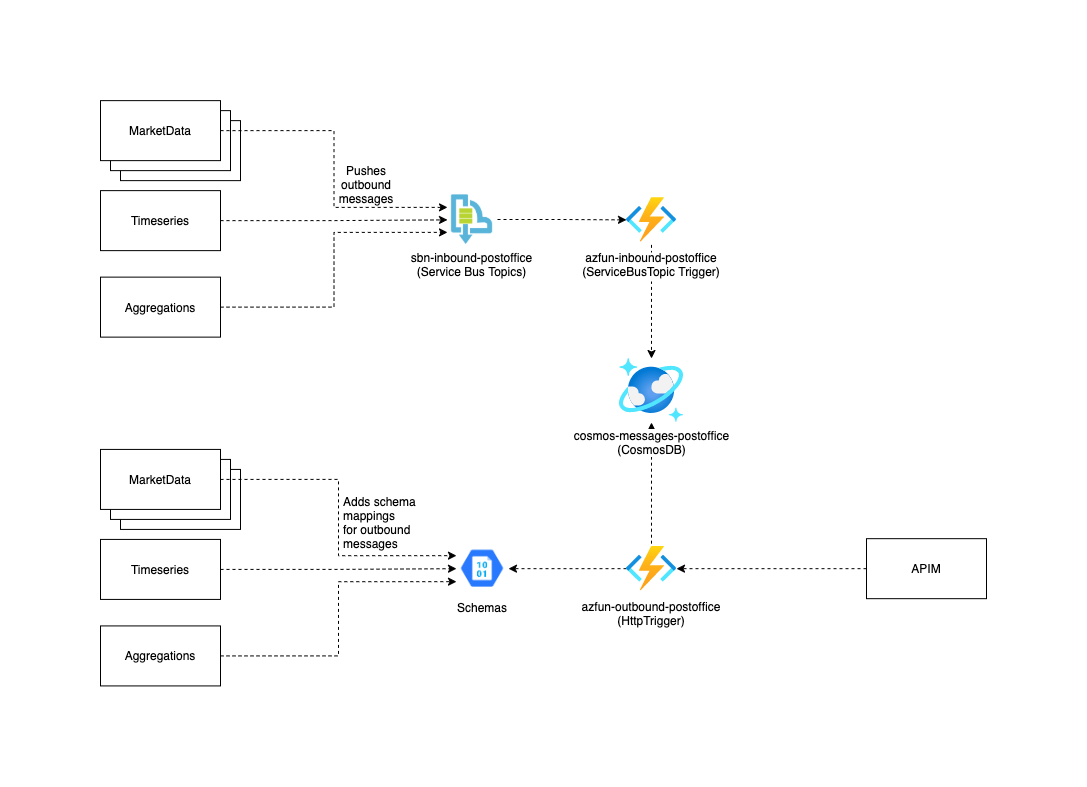 MarketData
Pushes
outbound
messages
Timeseries
sbn-inbound-postoffice
(Service Bus Topics)
azfun-inbound-postoffice
(ServiceBusTopic Trigger)
Aggregations
cosmos-messages-postoffice
(CosmosDB)
MarketData
Adds schema
mappings
for outbound
messages
Timeseries
10
01
Schemas
azfun-outbound-postoffice
(HttpTrigger)
APIM
Aggregations